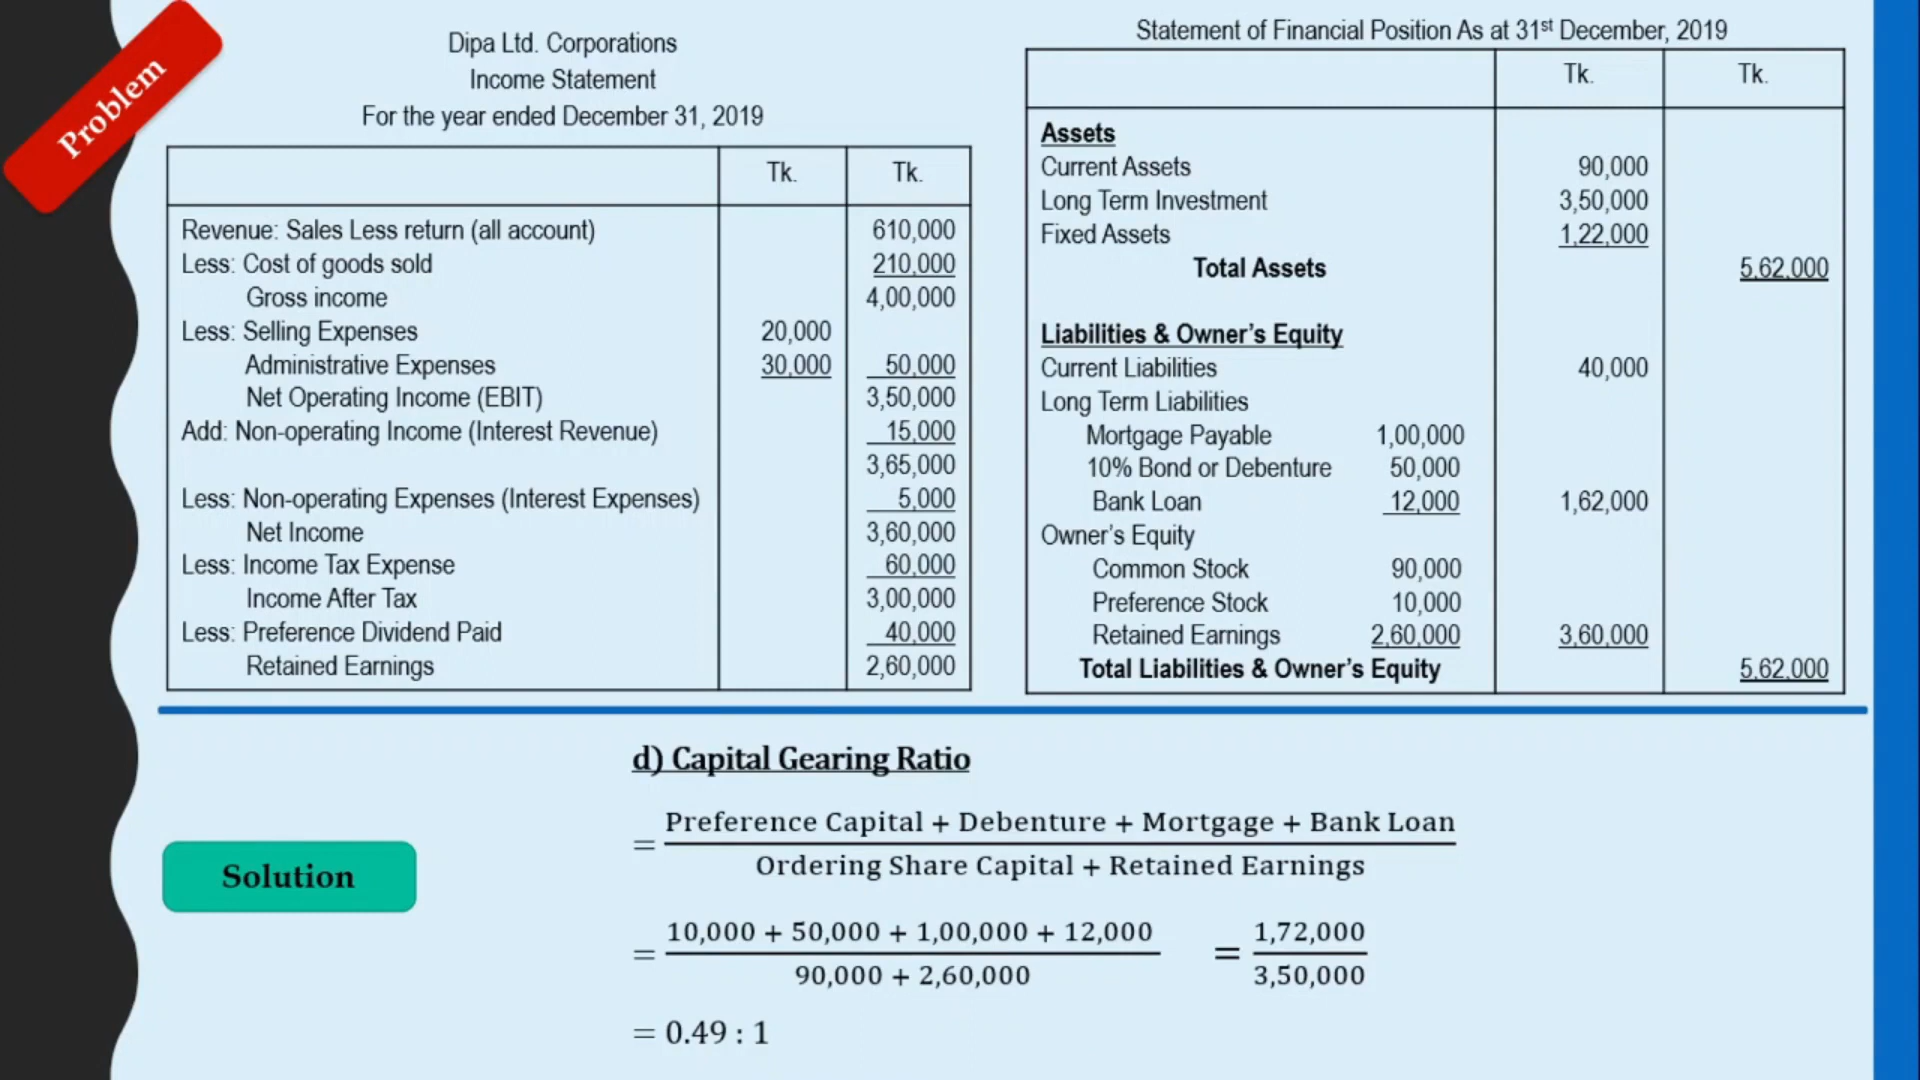 Problem
Dipa Ltd. Corporations
Income Statement
For the year ended December 31, 2019
Tk. Tk.
Revenue: Sales Less return (all account) 610,000
Less: Cost of goods sold 210,000
Gross income 4,00,000
Less: Selling Expenses 20,000
Administrative Expenses 30,000 50,000
Net Operating Income (EBIT) 3,50,000
Add: Non-operating Income (Interest Revenue) 15,000
3,65,000
Less: Non-operating Expenses (Interest Expenses) 5,000
Net Income 3,60,000
Less: Income Tax Expense 60,000
Income After Tax 3,00,000
Less: Preference Dividend Paid 40,000
Retained Earnings 2,60,000
Statement of Financial Position As at 31st December, 2019
Tk. Tk.
Assets
Current Assets 90,000
Long Term Investment 3,50,000
Fixed Assets 1,22,000
Total Assets 5,62,000
Liabilities & Owner's Equity
Current Liabilities 40,000
Long Term Liabilities
Mortgage Payable 1,00,000
10% Bond or Debenture 50,000
Bank Loan 12,000 1,62,000
Owner's Equity
Common Stock 90,000
Preference Stock 10,000
Retained Earnings 2,60,000 3,60,000
Total Liabilities & Owner's Equity 5,62,000
Solution
d) Capital Gearing Ratio
= Preference Capital + Debenture + Mortgage + Bank Loan
Ordering Share Capital + Retained Earnings
= 10,000 + 50,000 + 1,00,000 + 12,000 = 1,72,000
90,000 + 2,60,000 3,50,000
= 0.49 : 1